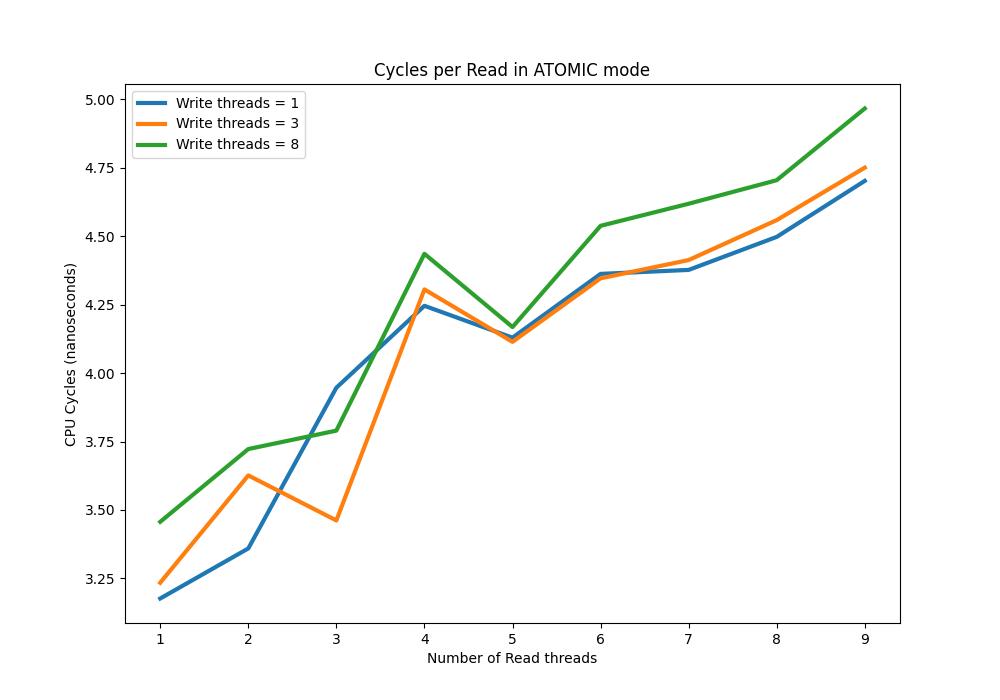 Cycles per Read in ATOMIC mode
Write threads = 1
Write threads = 3
Write threads = 8
CPU Cycles (nanoseconds)
5.00
4.75
4.50
4.25
4.00
3.75
3.50
3.25
1 2 3 4 5 6 7 8 9
Number of Read threads